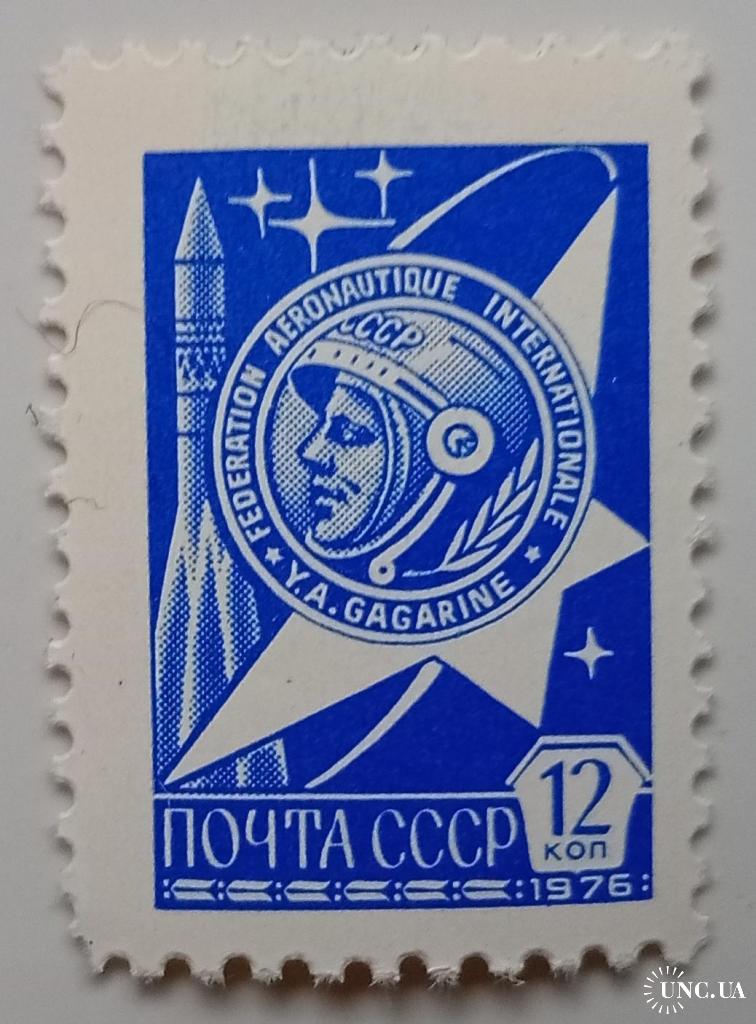 FEDERATION AERONAUTIQUE INTERNATIONALE
СССР
★ Y.A. GAGARINE ★
12
коп
ПОЧТА СССР
1976
UNC.UA